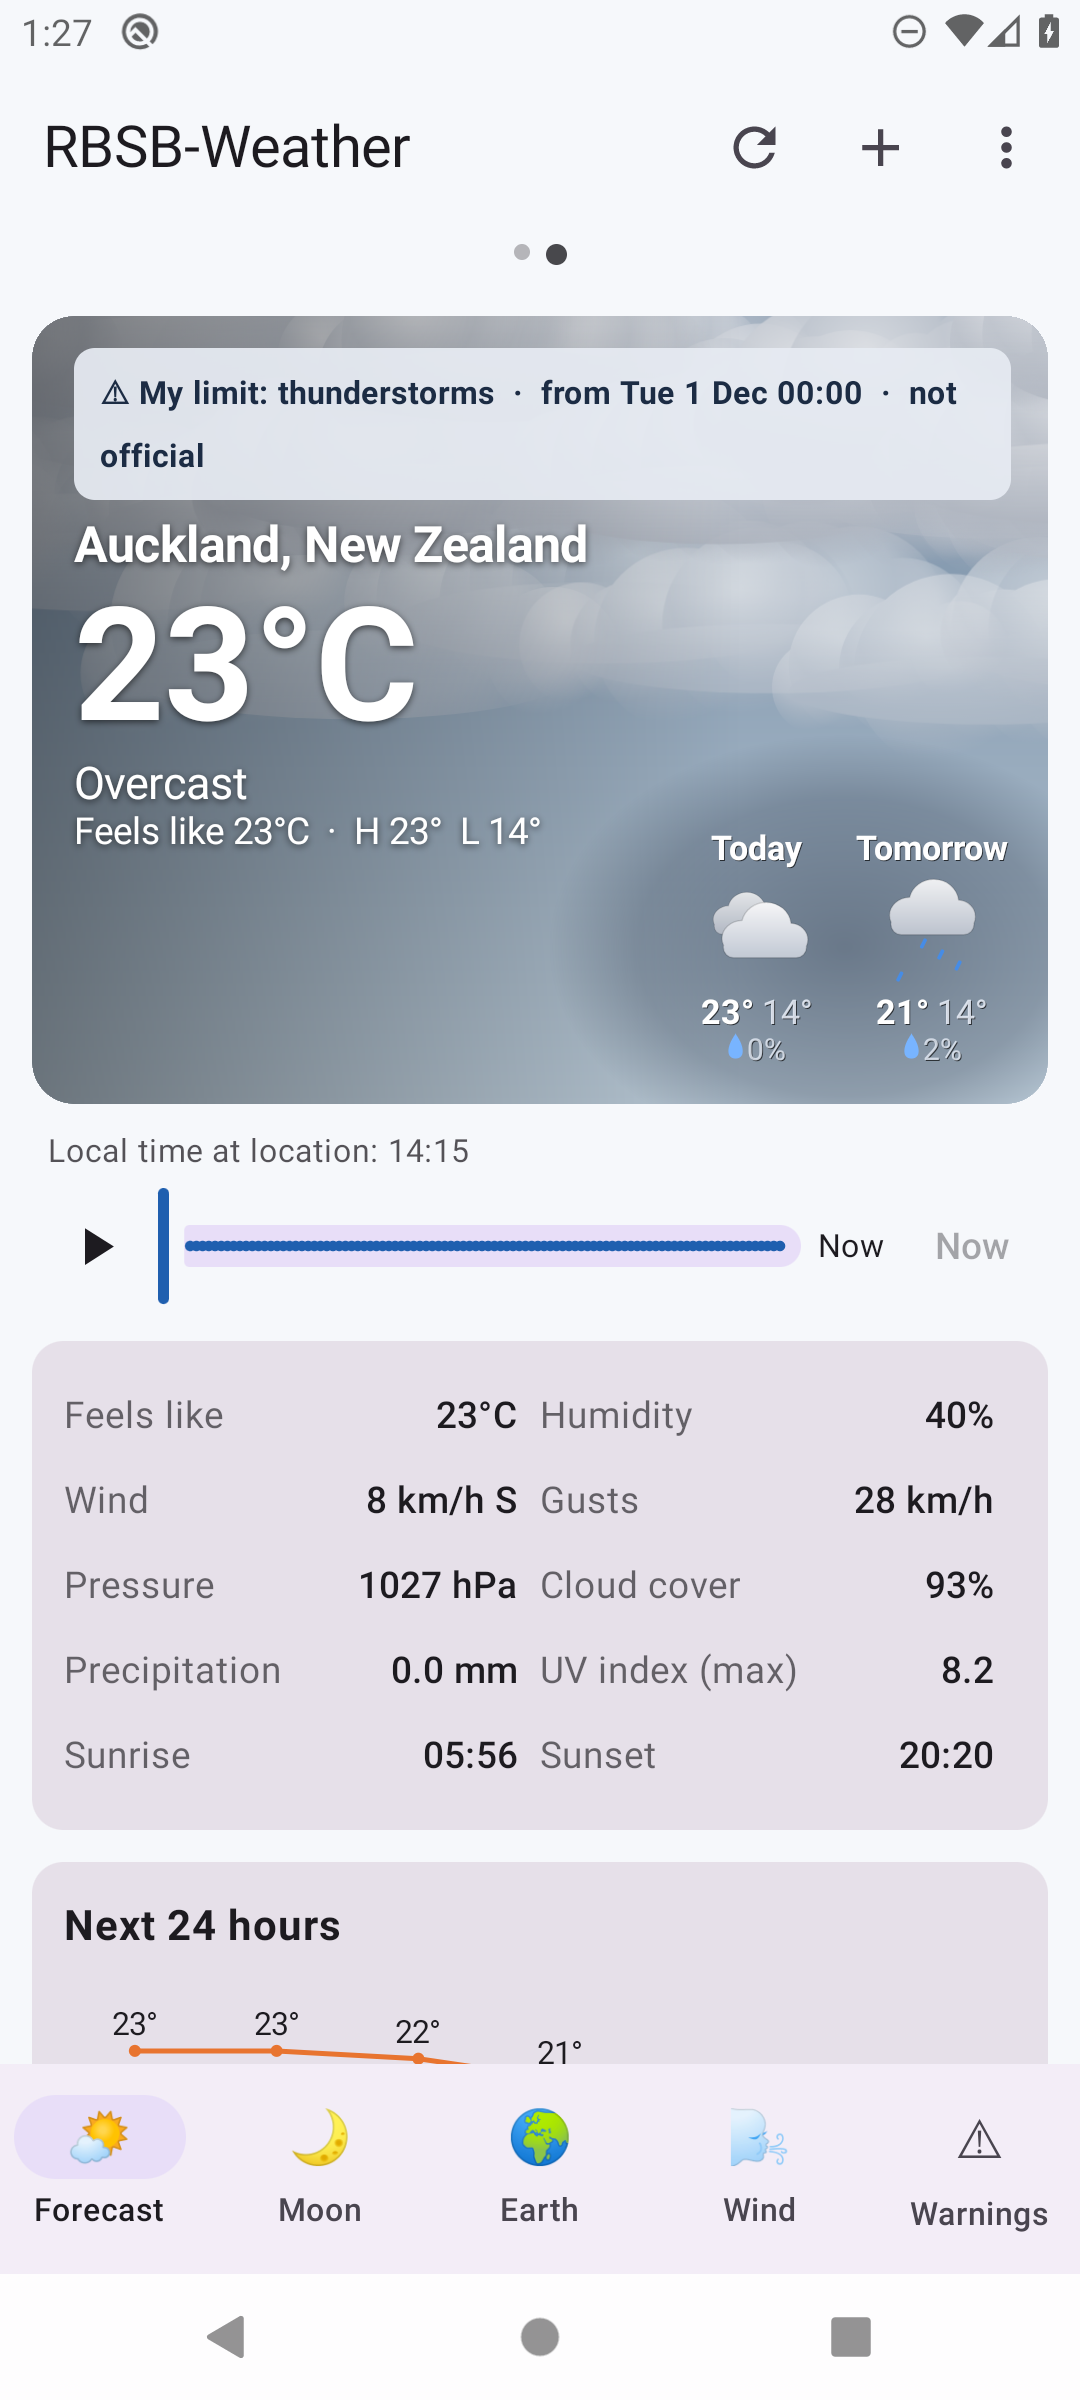 1:27
RBSB-Weather
⚠ My limit: thunderstorms · from Tue 1 Dec 00:00 · not
official
Auckland, New Zealand
23°C
Overcast
Feels like 23°C · H 23° L 14°
Today Tomorrow
23° 14° 21° 14°
0% 2%
Local time at location: 14:15
Now Now
Feels like 23°C Humidity 40%
Wind 8 km/h S Gusts 28 km/h
Pressure 1027 hPa Cloud cover 93%
Precipitation 0.0 mm UV index (max) 8.2
Sunrise 05:56 Sunset 20:20
Next 24 hours
23° 23° 22° 21°
Forecast Moon Earth Wind Warnings